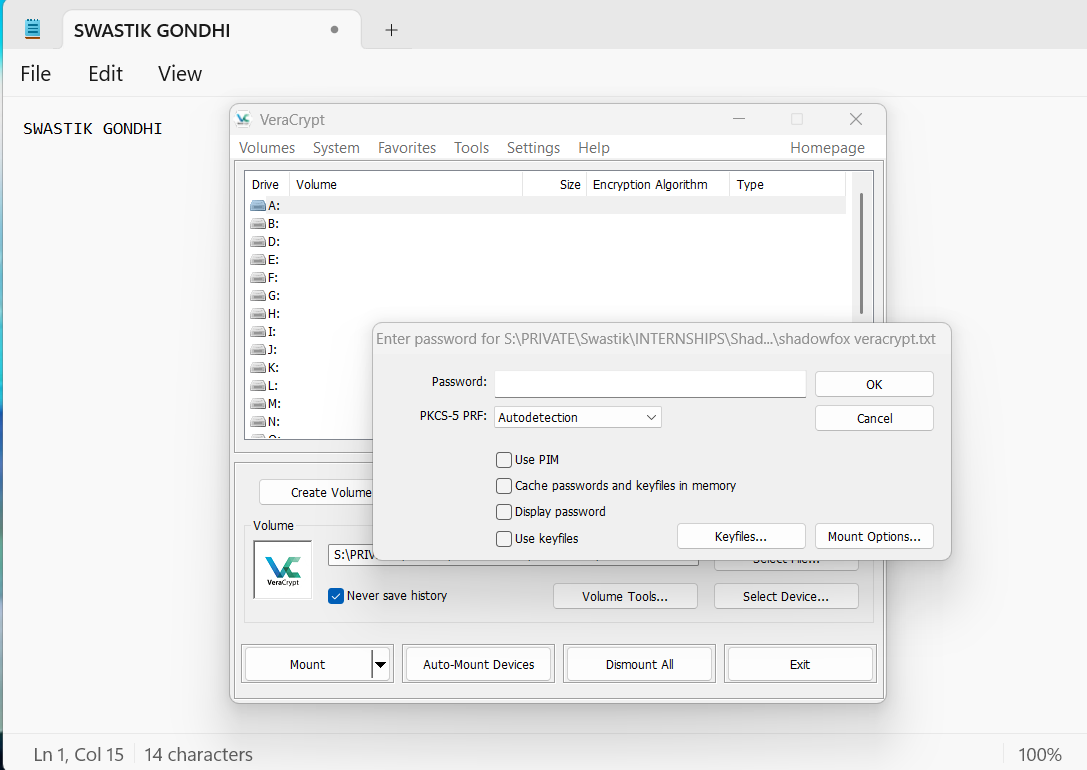 SWASTIK GONDHI
File Edit View
SWASTIK GONDHI
VeraCrypt
Volumes System Favorites Tools Settings Help Homepage
Drive Volume Size Encryption Algorithm Type
A:
B:
D:
E:
F:
G:
H:
I:
J:
K:
L:
M:
N:
Enter password for S:\PRIVATE\Swastik\INTERNSHIPS\Shad...\shadowfox veracrypt.txt
Password:
OK
PKCS-5 PRF: Autodetection
Cancel
Use PIM
Cache passwords and keyfiles in memory
Display password
Use keyfiles
Keyfiles... Mount Options...
Create Volume
Volume
VeraCrypt
S:\PRIV
Select File...
Never save history
Volume Tools... Select Device...
Mount Auto-Mount Devices Dismount All Exit
Ln 1, Col 15 14 characters 100%